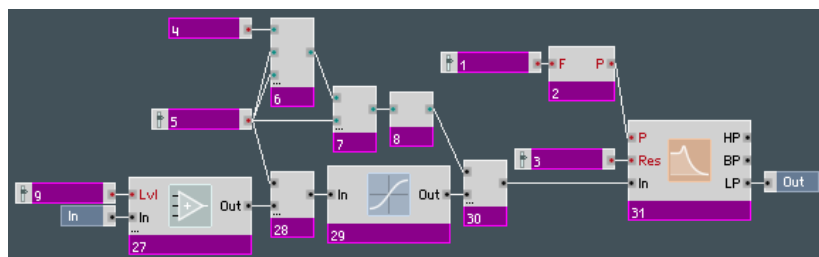 4
6
5
7
8
1
F P
2
3
P HP
Res BP
In LP
31
Out
9
Lvl
In
In Out
27
28
In Out
29
30